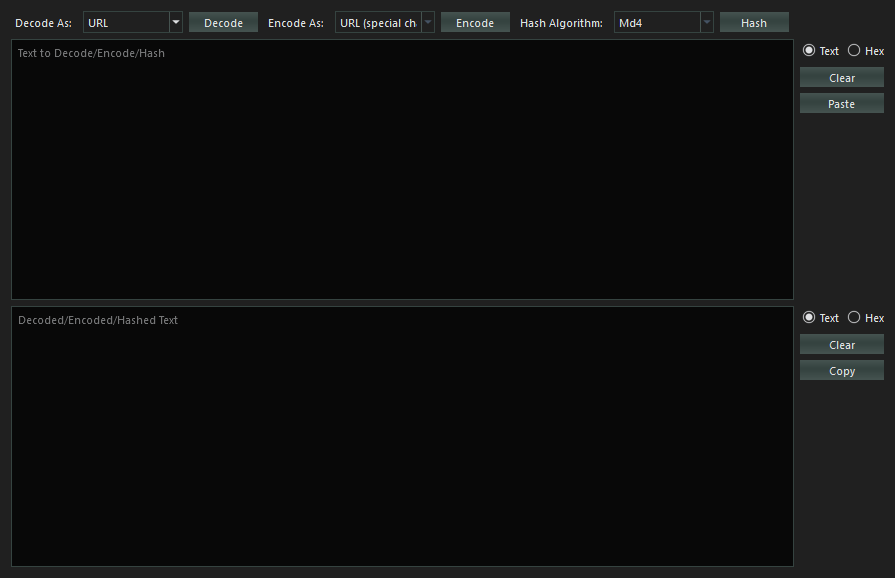 Decode As: URL Decode Encode As: URL (special ch Encode Hash Algorithm: Md4 Hash
Text to Decode/Encode/Hash
Text Hex
Clear
Paste
Decoded/Encoded/Hashed Text
Text Hex
Clear
Copy